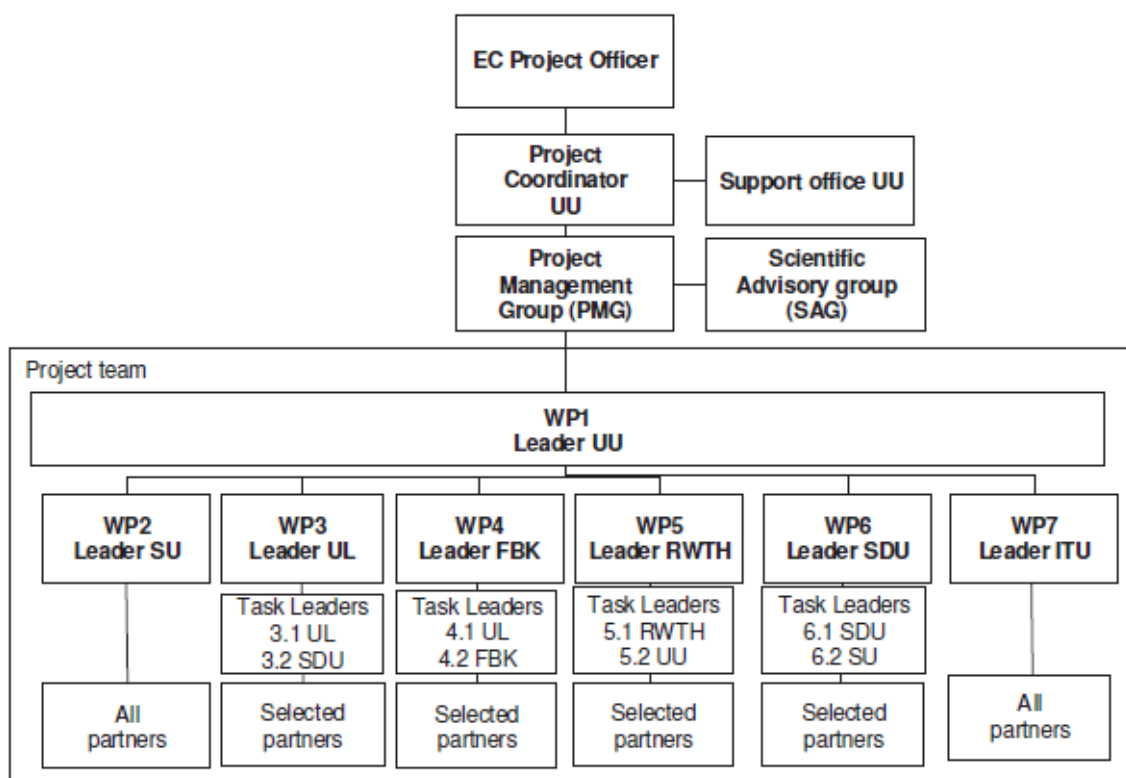 EC Project Officer
Project
Coordinator
UU
Support office UU
Project
Management
Group (PMG)
Scientific
Advisory group
(SAG)
Project team
WP1
Leader UU
WP2
Leader SU
WP3
Leader UL
WP4
Leader FBK
WP5
Leader RWTH
WP6
Leader SDU
WP7
Leader ITU
Task Leaders
3.1 UL
3.2 SDU
Task Leaders
4.1 UL
4.2 FBK
Task Leaders
5.1 RWTH
5.2 UU
Task Leaders
6.1 SDU
6.2 SU
All
partners
Selected
partners
Selected
partners
Selected
partners
Selected
partners
All
partners